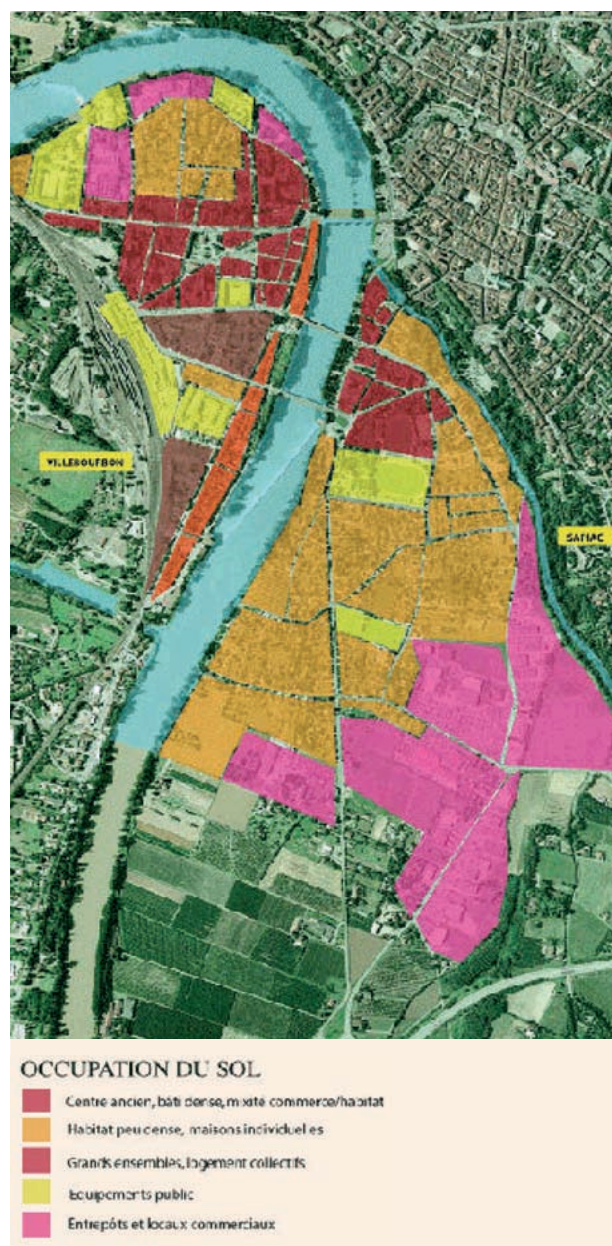 VILLEBOURBON
SAPIAC
OCCUPATION DU SOL
Centre ancien, bâti dense, mixité commerce/habitat
Habitat peu dense, maisons individuelles
Grands ensembles, logement collectifs
Equipements public
Entrepôts et locaux commerciaux